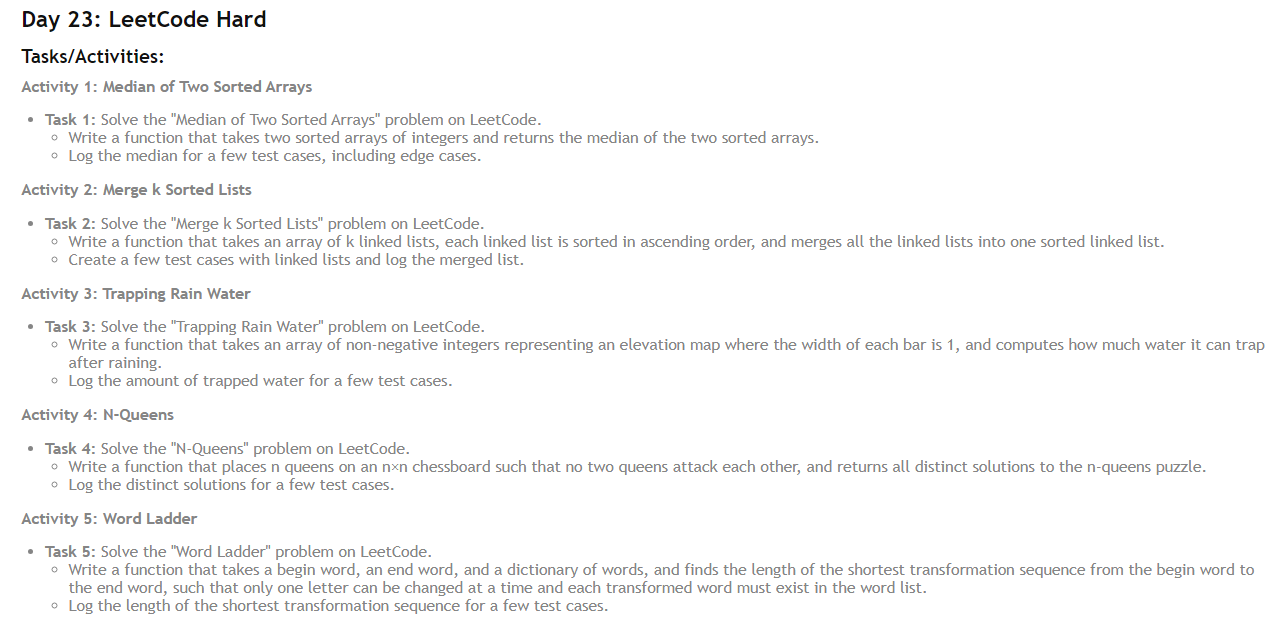 Day 23: LeetCode Hard
Tasks/Activities:
Activity 1: Median of Two Sorted Arrays
• Task 1: Solve the "Median of Two Sorted Arrays" problem on LeetCode.
◦ Write a function that takes two sorted arrays of integers and returns the median of the two sorted arrays.
◦ Log the median for a few test cases, including edge cases.
Activity 2: Merge k Sorted Lists
• Task 2: Solve the "Merge k Sorted Lists" problem on LeetCode.
◦ Write a function that takes an array of k linked lists, each linked list is sorted in ascending order, and merges all the linked lists into one sorted linked list.
◦ Create a few test cases with linked lists and log the merged list.
Activity 3: Trapping Rain Water
• Task 3: Solve the "Trapping Rain Water" problem on LeetCode.
◦ Write a function that takes an array of non-negative integers representing an elevation map where the width of each bar is 1, and computes how much water it can trap
after raining.
◦ Log the amount of trapped water for a few test cases.
Activity 4: N-Queens
• Task 4: Solve the "N-Queens" problem on LeetCode.
◦ Write a function that places n queens on an n×n chessboard such that no two queens attack each other, and returns all distinct solutions to the n-queens puzzle.
◦ Log the distinct solutions for a few test cases.
Activity 5: Word Ladder
• Task 5: Solve the "Word Ladder" problem on LeetCode.
◦ Write a function that takes a begin word, an end word, and a dictionary of words, and finds the length of the shortest transformation sequence from the begin word to
the end word, such that only one letter can be changed at a time and each transformed word must exist in the word list.
◦ Log the length of the shortest transformation sequence for a few test cases.